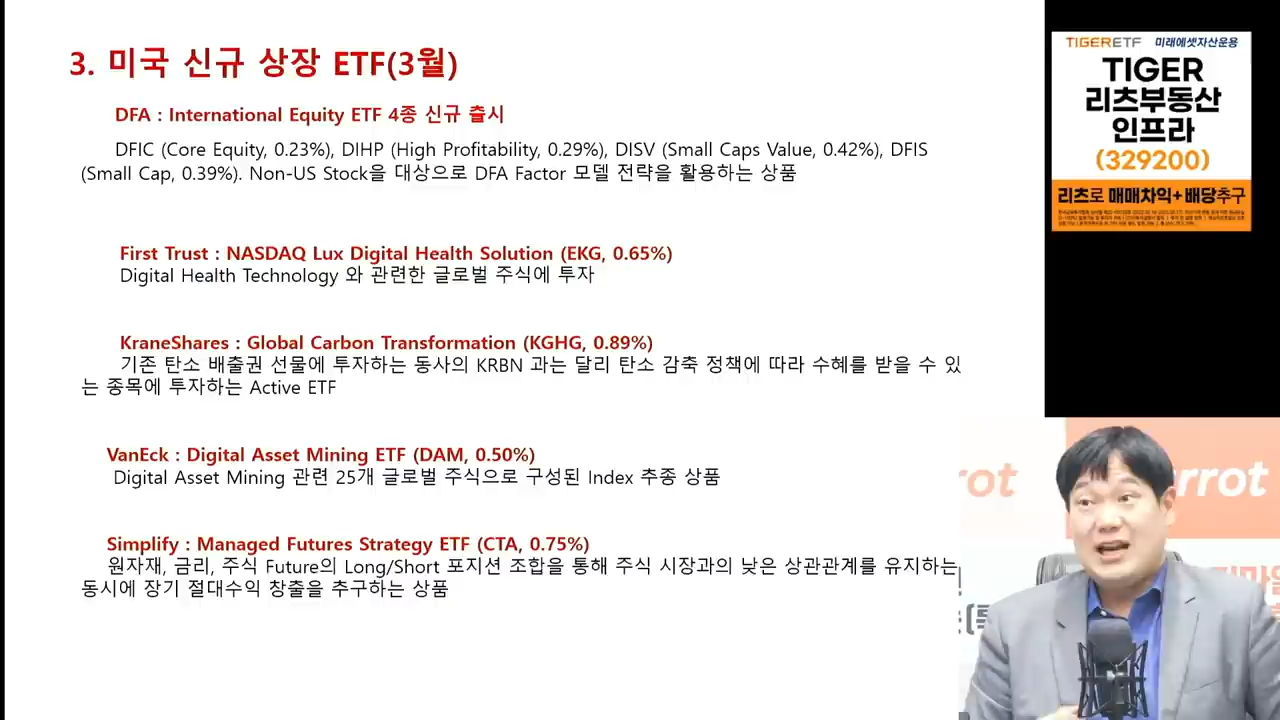 3. 미국 신규 상장 ETF(3월)
DFA : International Equity ETF 4종 신규 출시
DFIC (Core Equity, 0.23%), DIHP (High Profitability, 0.29%), DISV (Small Caps Value, 0.42%), DFIS
(Small Cap, 0.39%). Non-US Stock을 대상으로 DFA Factor 모델 전략을 활용하는 상품
First Trust : NASDAQ Lux Digital Health Solution (EKG, 0.65%)
Digital Health Technology 와 관련한 글로벌 주식에 투자
KraneShares : Global Carbon Transformation (KGHG, 0.89%)
기존 탄소 배출권 선물에 투자하는 동사의 KRBN 과는 달리 탄소 감축 정책에 따라 수혜를 받을 수 있
는 종목에 투자하는 Active ETF
VanEck : Digital Asset Mining ETF (DAM, 0.50%)
Digital Asset Mining 관련 25개 글로벌 주식으로 구성된 Index 추종 상품
Simplify : Managed Futures Strategy ETF (CTA, 0.75%)
원자재, 금리, 주식 Future의 Long/Short 포지션 조합을 통해 주식 시장과의 낮은 상관관계를 유지하는
동시에 장기 절대수익 창출을 추구하는 상품
TIGERETF 미래에셋자산운용
TIGER
리츠부동산
인프라
(329200)
리츠로 매매차익+배당추구
rot
rrot